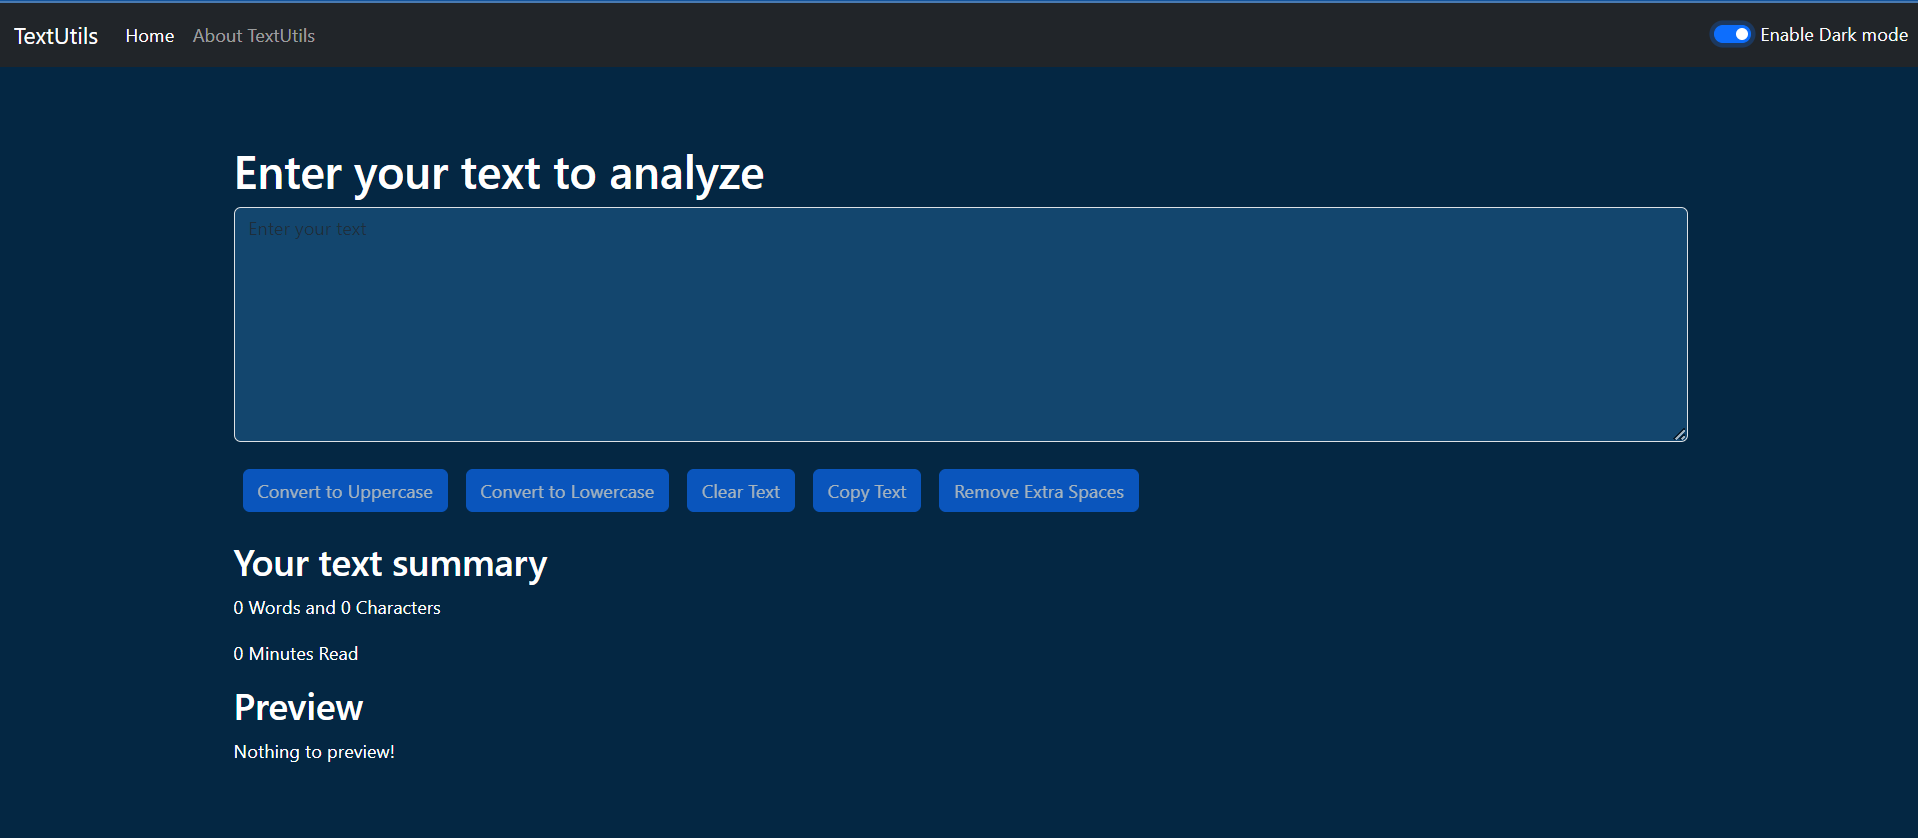 TextUtils Home About TextUtils Enable Dark mode
Enter your text to analyze
Enter your text
Convert to Uppercase Convert to Lowercase Clear Text Copy Text Remove Extra Spaces
Your text summary
0 Words and 0 Characters
0 Minutes Read
Preview
Nothing to preview!